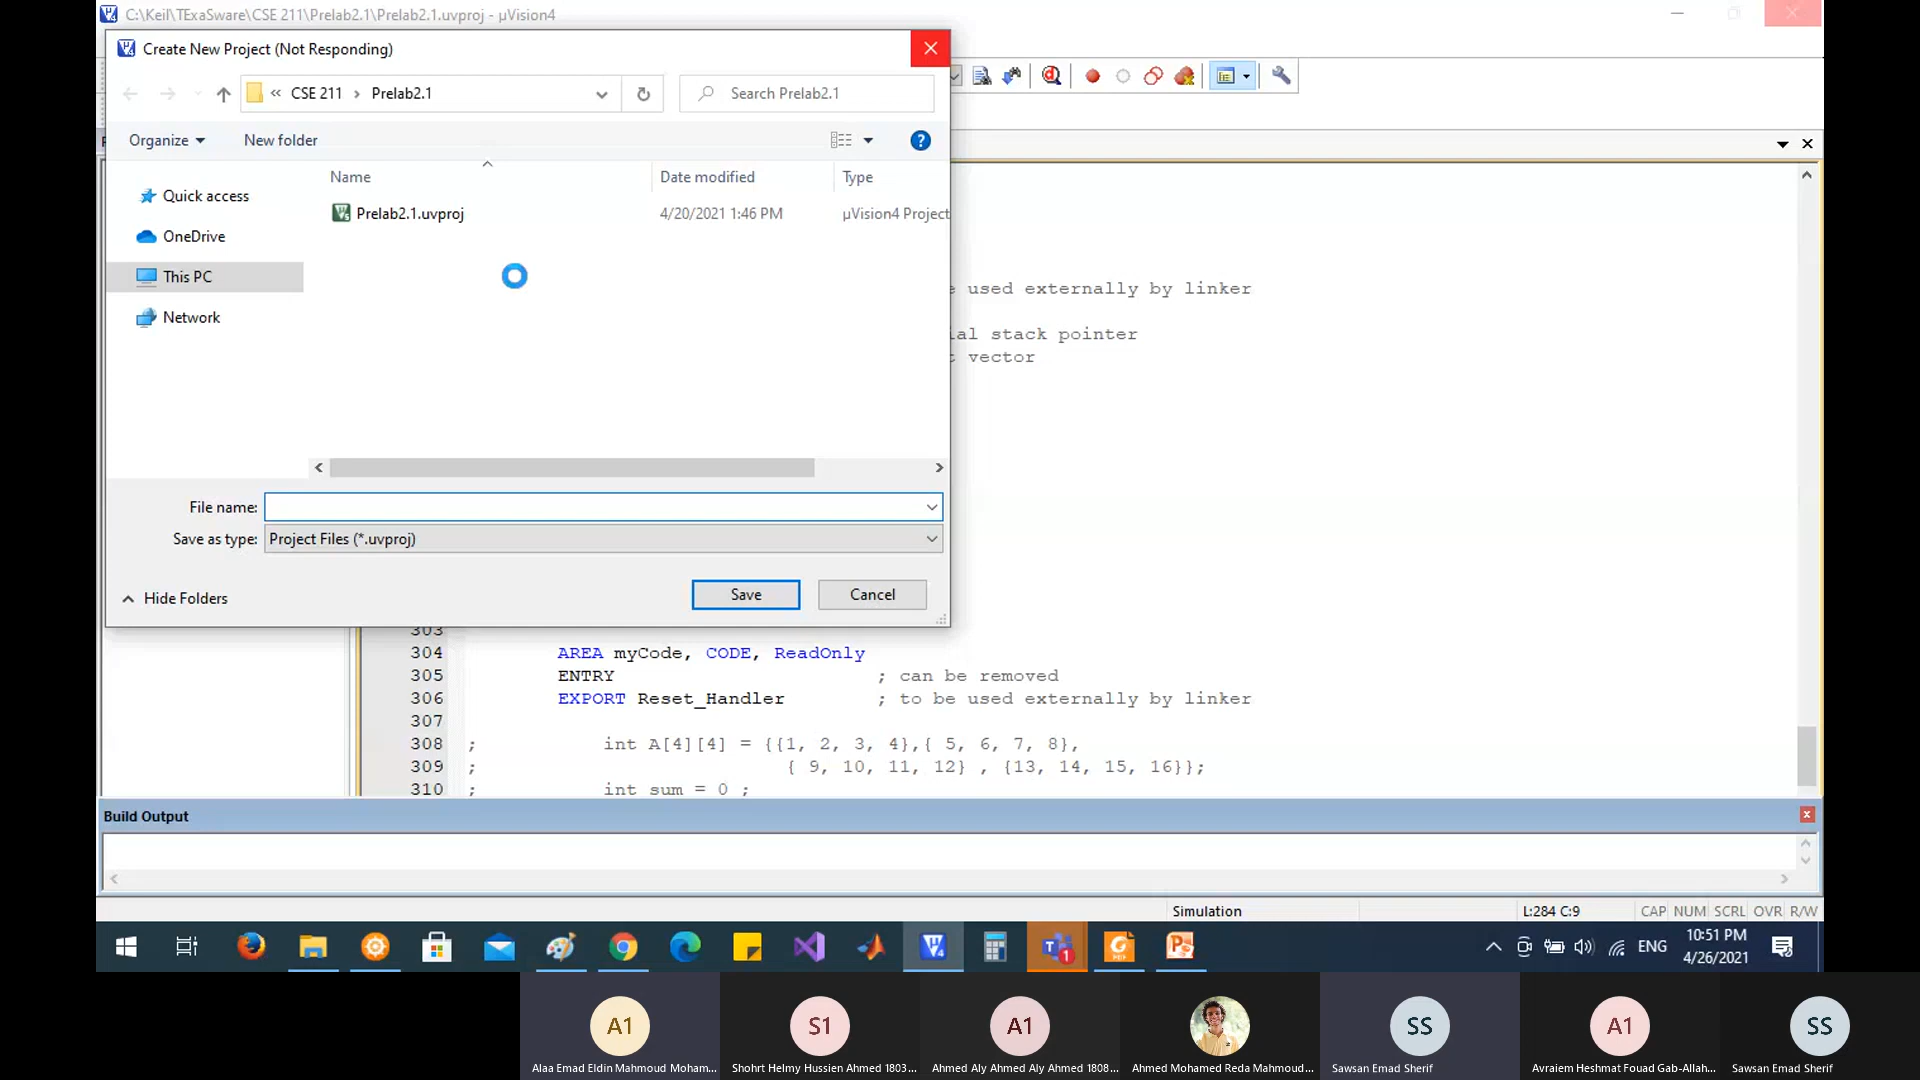 C:\Keil\TExaSware\CSE 211\Prelab2.1\Prelab2.1.uvproj - µVision4
Create New Project (Not Responding)
« CSE 211 › Prelab2.1
Search Prelab2.1
Organize
New folder
Name
Date modified
Type
Quick access
OneDrive
This PC
Network
Prelab2.1.uvproj
4/20/2021 1:46 PM
µVision4 Project
used externally by linker
stack pointer
vector
File name:
Save as type:
Project Files (*.uvproj)
Hide Folders
Save
Cancel
303
304 AREA myCode, CODE, ReadOnly
305 ENTRY ; can be removed
306 EXPORT Reset_Handler ; to be used externally by linker
307
308 ; int A[4][4] = {{1, 2, 3, 4},{ 5, 6, 7, 8},
309 ; { 9, 10, 11, 12} , {13, 14, 15, 16}};
310 ; int sum = 0 ;
Build Output
Simulation
L:284 C:9
CAP NUM SCRL OVR R/W
ENG
10:51 PM
4/26/2021
A1
S1
A1
SS
A1
SS
Alaa Emad Eldin Mahmoud Moham...
Shohrt Helmy Hussien Ahmed 1803...
Ahmed Aly Ahmed Aly Ahmed 1808...
Ahmed Mohamed Reda Mahmoud...
Sawsan Emad Sherif
Avraiem Heshmat Fouad Gab-Allah...
Sawsan Emad Sherif